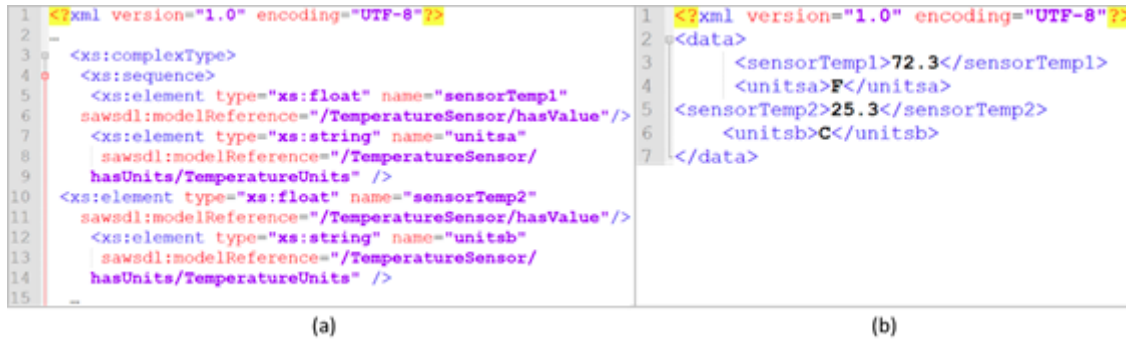 1 <?xml version="1.0" encoding="UTF-8"?>
2 …
3 <xs:complexType>
4 <xs:sequence>
5 <xs:element type="xs:float" name="sensorTemp1"
6 sawsdl:modelReference="/TemperatureSensor/hasValue"/>
7 <xs:element type="xs:string" name="unitsa"
8 sawsdl:modelReference="/TemperatureSensor/
9 hasUnits/TemperatureUnits" />
10 <xs:element type="xs:float" name="sensorTemp2"
11 sawsdl:modelReference="/TemperatureSensor/hasValue"/>
12 <xs:element type="xs:string" name="unitsb"
13 sawsdl:modelReference="/TemperatureSensor/
14 hasUnits/TemperatureUnits" />
15 …
(a)
1 <?xml version="1.0" encoding="UTF-8"?>
2 <data>
3 <sensorTemp1>72.3</sensorTemp1>
4 <unitsa>F</unitsa>
5 <sensorTemp2>25.3</sensorTemp2>
6 <unitsb>C</unitsb>
7 </data>
(b)